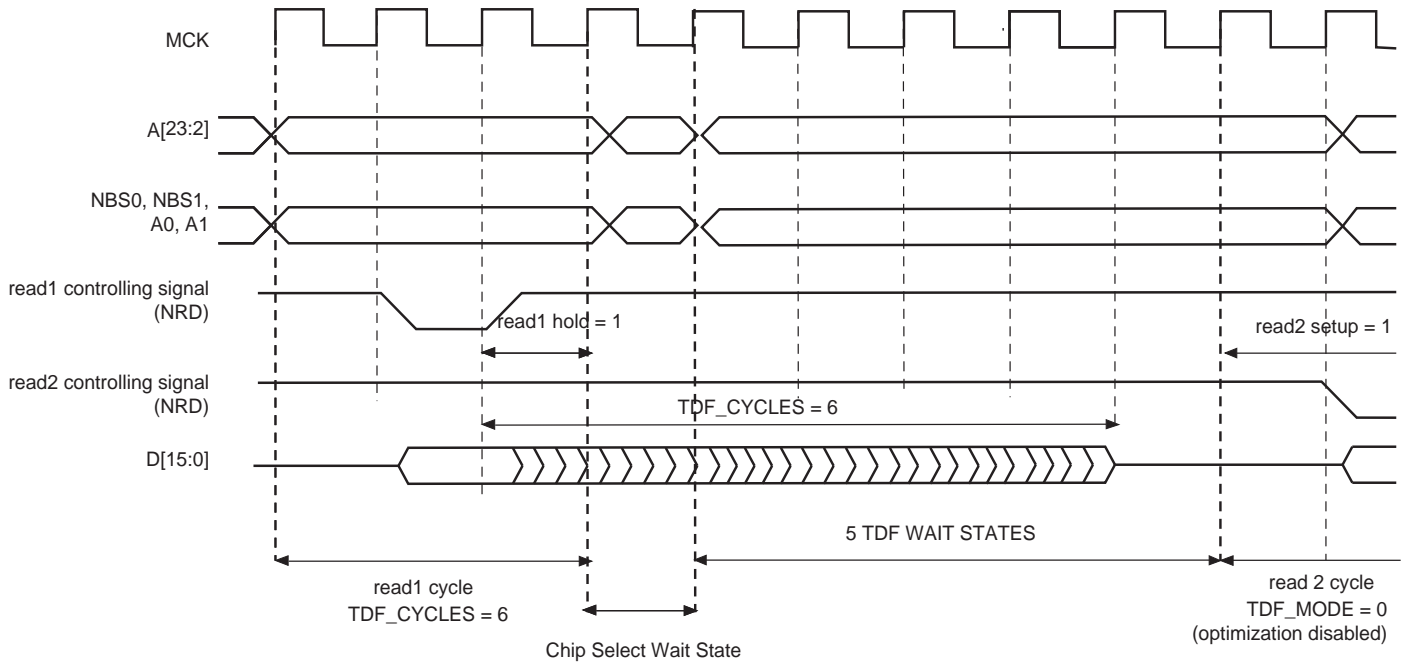 MCK
A[23:2]
NBS0, NBS1,
A0, A1
read1 controlling signal
(NRD)
read1 hold = 1
read2 setup = 1
read2 controlling signal
(NRD)
TDF_CYCLES = 6
D[15:0]
5 TDF WAIT STATES
read1 cycle
TDF_CYCLES = 6
read 2 cycle
TDF_MODE = 0
(optimization disabled)
Chip Select Wait State